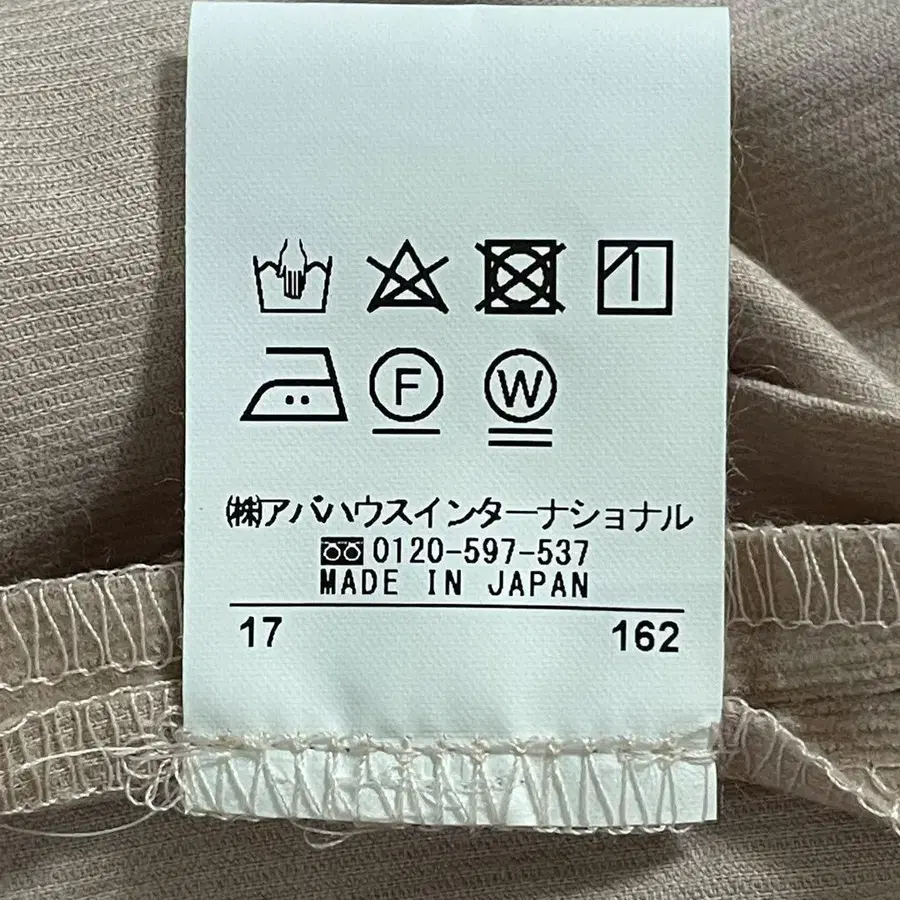 F W
(株)アバハウスインターナショナル
0120-597-537
MADE IN JAPAN
17 162